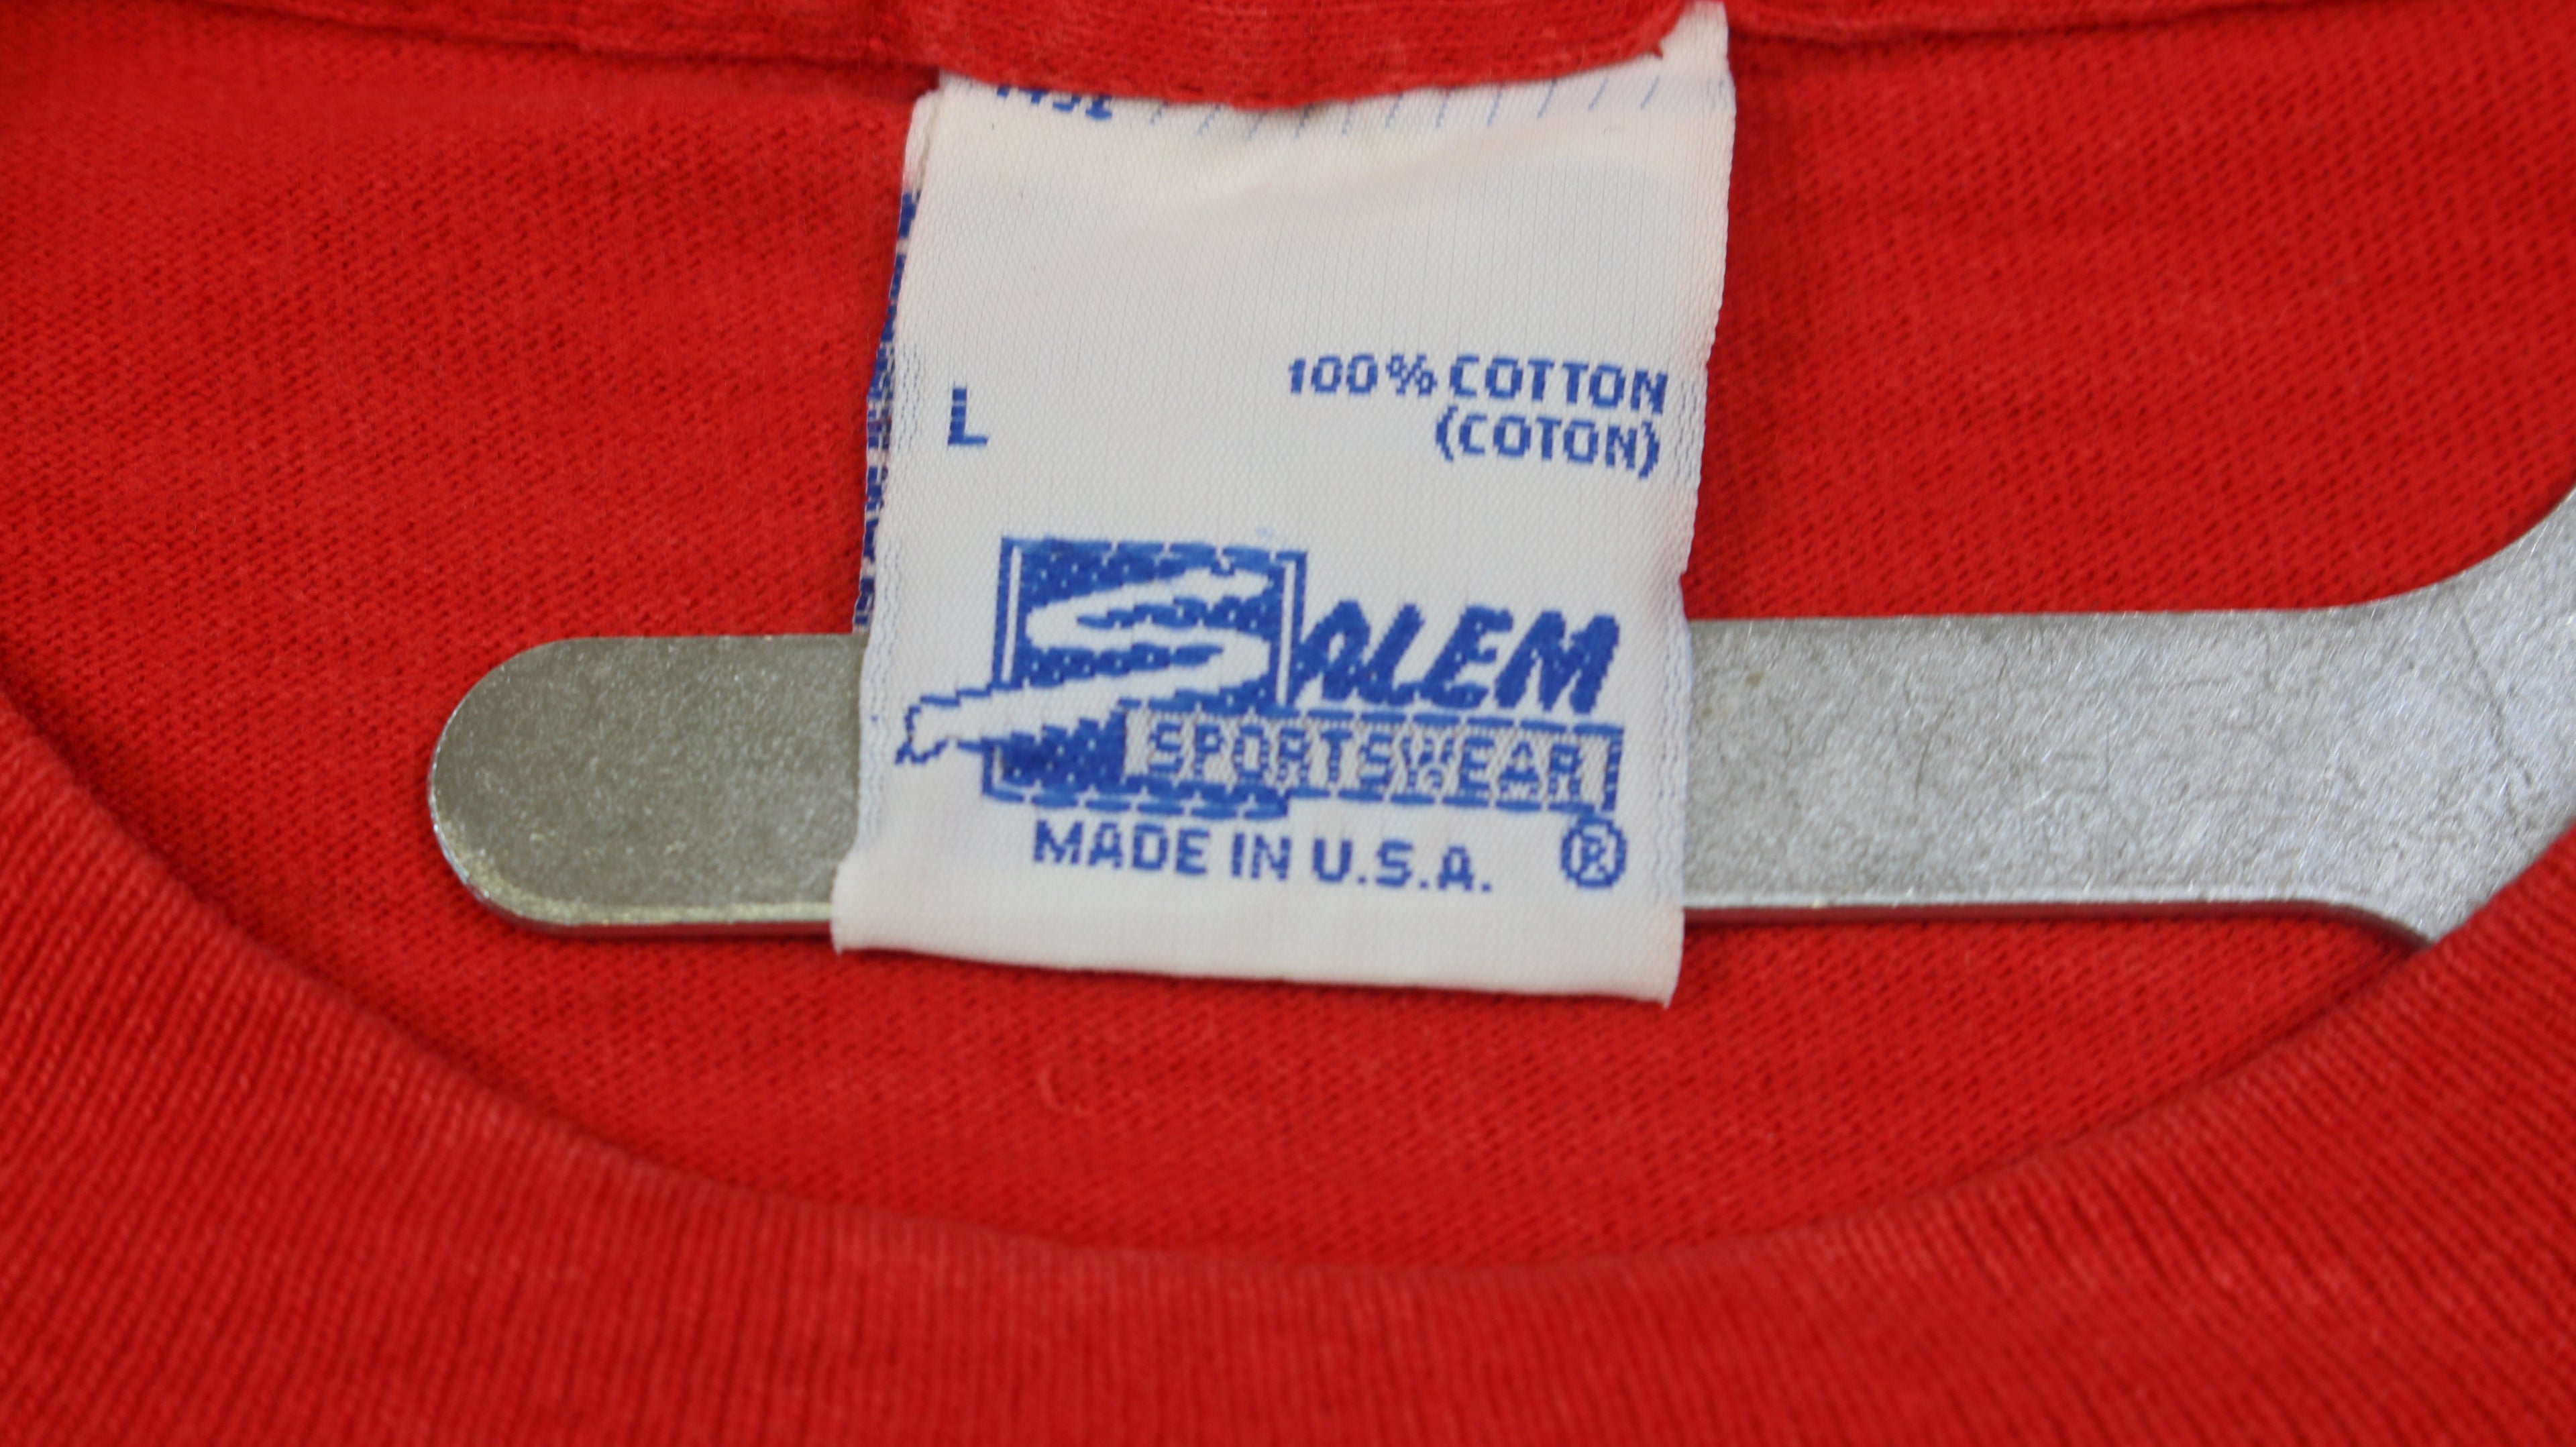 L
100% COTTON
(COTON)
SALEM
SPORTSWEAR
MADE IN U.S.A. ®